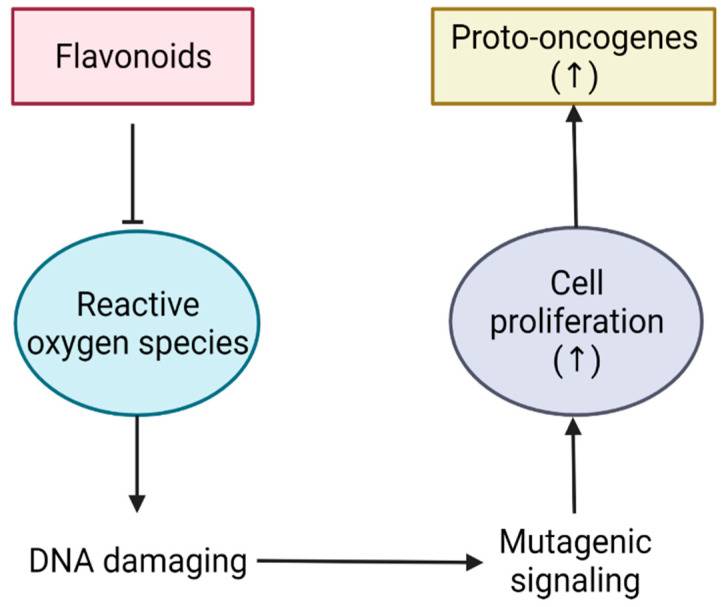 Flavonoids
Proto-oncogenes
(↑)
Reactive
oxygen species
Cell
proliferation
(↑)
DNA damaging
Mutagenic
signaling